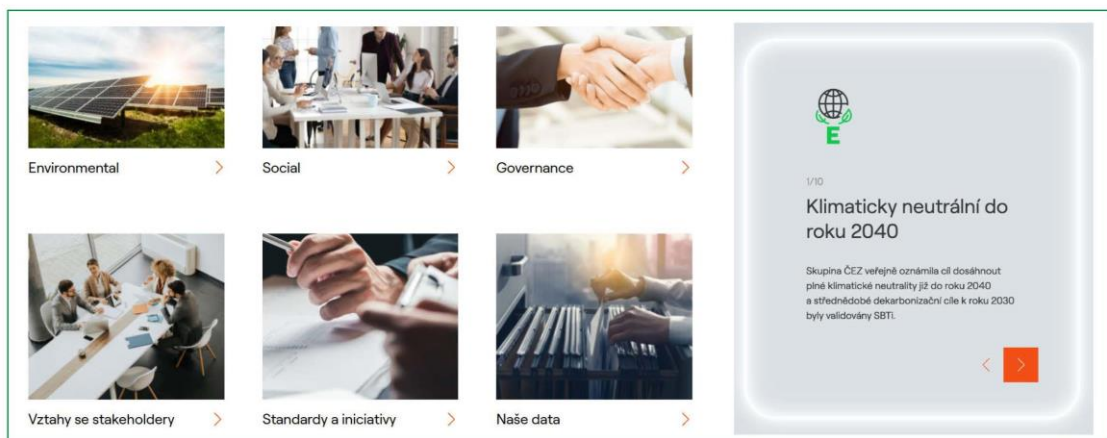 Environmental
Social
Governance
Vztahy se stakeholdery
Standardy a iniciativy
Naše data
E
1/10
Klimaticky neutrální do
roku 2040
Skupina ČEZ veřejně oznámila cíl dosáhnout
plné klimatické neutrality již do roku 2040
a střednědobé dekarbonizační cíle k roku 2030
byly validovány SBTi.